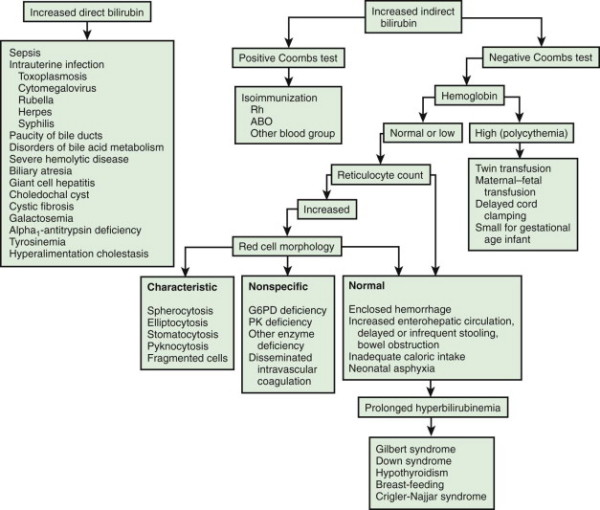 Increased direct bilirubin
Sepsis
Intrauterine infection
Toxoplasmosis
Cytomegalovirus
Rubella
Herpes
Syphilis
Paucity of bile ducts
Disorders of bile acid metabolism
Severe hemolytic disease
Biliary atresia
Giant cell hepatitis
Choledochal cyst
Cystic fibrosis
Galactosemia
Alpha₁-antitrypsin deficiency
Tyrosinemia
Hyperalimentation cholestasis
Increased indirect
bilirubin
Positive Coombs test
Negative Coombs test
Isoimmunization
Rh
ABO
Other blood group
Hemoglobin
Normal or low
High (polycythemia)
Twin transfusion
Maternal–fetal
transfusion
Delayed cord
clamping
Small for gestational
age infant
Reticulocyte count
Increased
Red cell morphology
Characteristic
Spherocytosis
Elliptocytosis
Stomatocytosis
Pyknocytosis
Fragmented cells
Nonspecific
G6PD deficiency
PK deficiency
Other enzyme
deficiency
Disseminated
intravascular
coagulation
Normal
Enclosed hemorrhage
Increased enterohepatic circulation,
delayed or infrequent stooling,
bowel obstruction
Inadequate caloric intake
Neonatal asphyxia
Prolonged hyperbilirubinemia
Gilbert syndrome
Down syndrome
Hypothyroidism
Breast-feeding
Crigler-Najjar syndrome